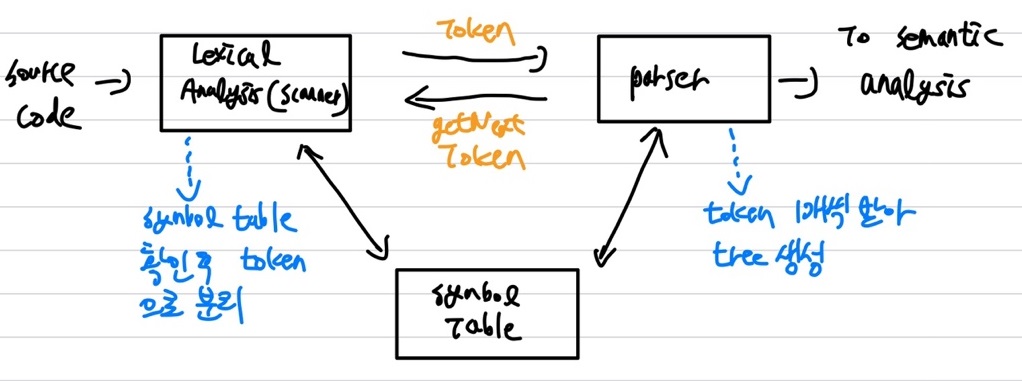 source
code
Lexical
Analysis (scanner)
Token
getNext
Token
parser
To semantic
analysis
symbol table
확인 후 token
으로 분리
token 1개씩 받아
tree 생성
symbol
Table